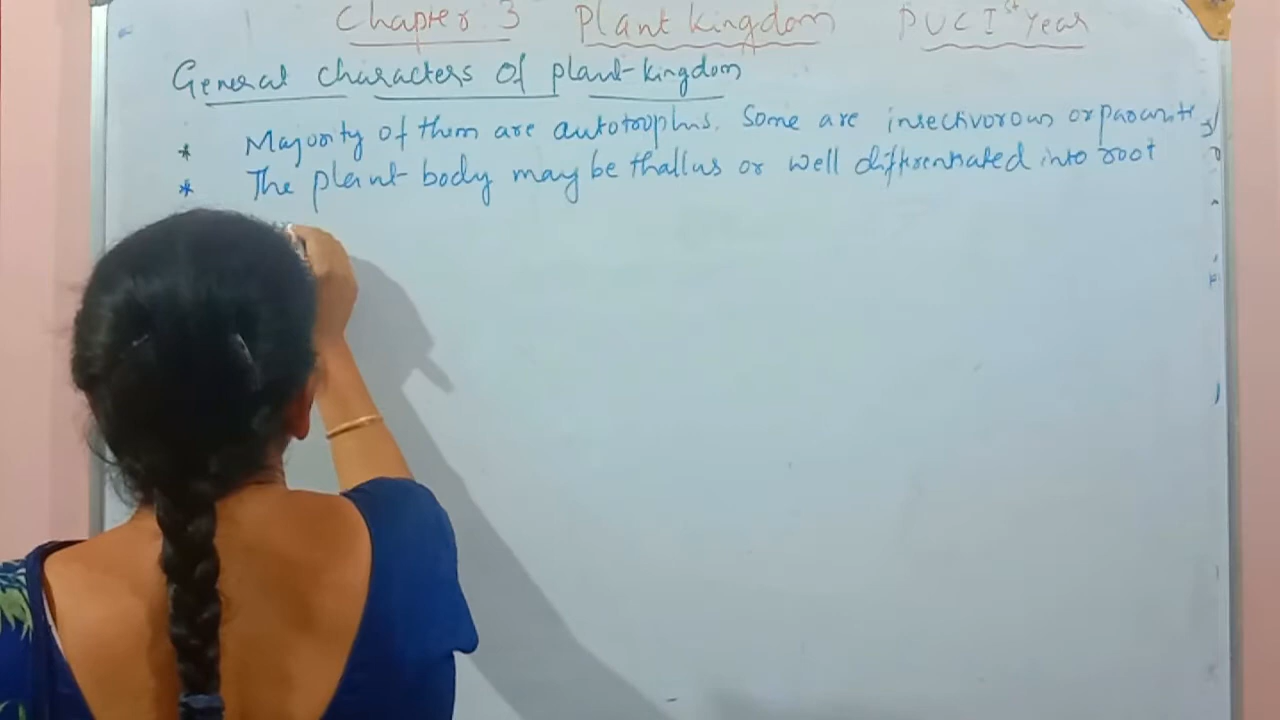 Chapter 3 Plant kingdom PUC Ist Year
General characters of plant-kingdom
* Majority of them are autotrophs. Some are insectivorous or parasite
* The plant body may be thallus or well differentiated into root